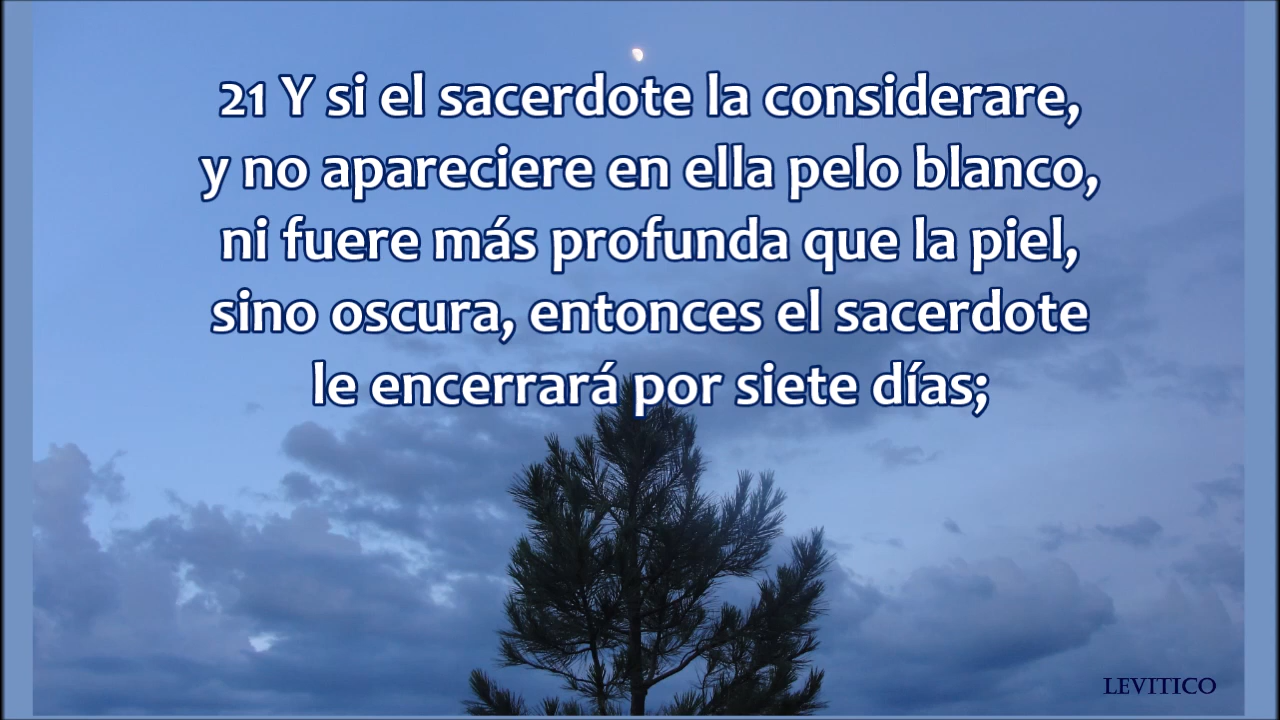 21 Y si el sacerdote la considerare,
y no apareciere en ella pelo blanco,
ni fuere más profunda que la piel,
sino oscura, entonces el sacerdote
le encerrará por siete días;
LEVITICO